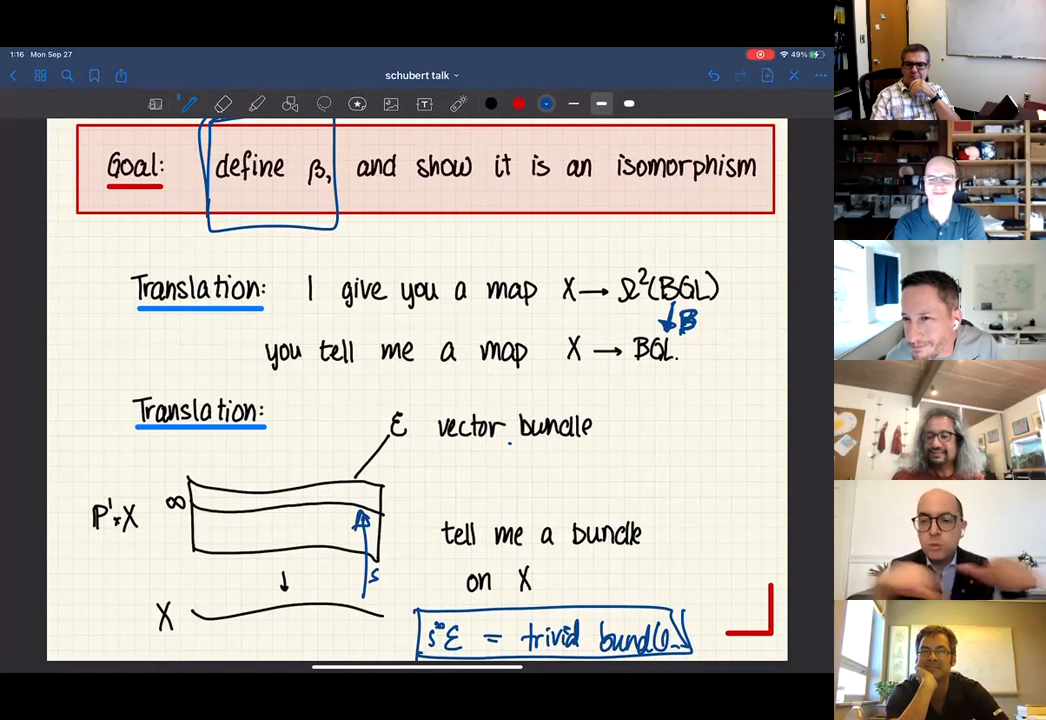 1:16 Mon Sep 27
49%
schubert talk
Goal: define β, and show it is an isomorphism
Translation: I give you a map X → Ω²(BGL)
↓ β
you tell me a map X → BGL.
Translation:
ℰ vector bundle
∞
P¹×X
tell me a bundle
s
on X
X
s*ℰ = trivial bundle